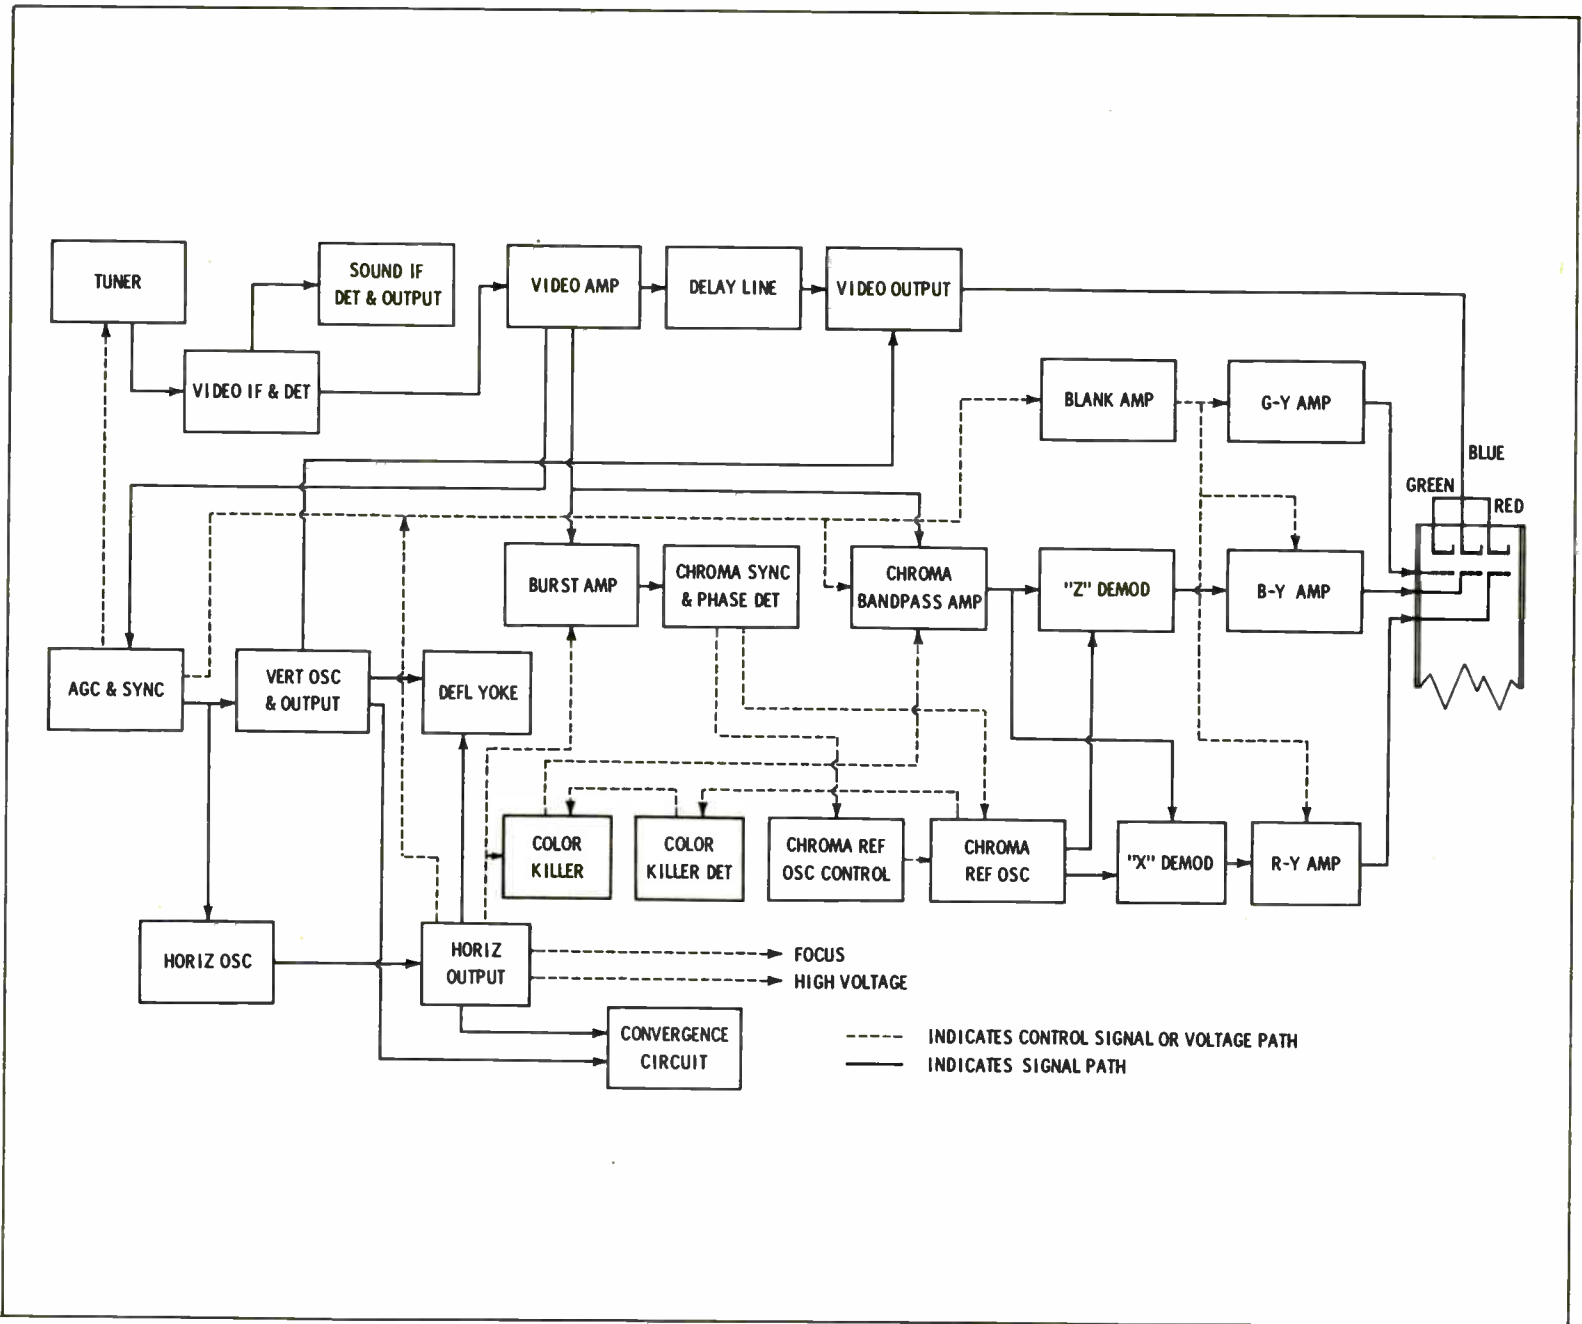 TUNER
SOUND IF
DET & OUTPUT
VIDEO AMP
DELAY LINE
VIDEO OUTPUT
VIDEO IF & DET
BLANK AMP
G-Y AMP
BLUE
GREEN
RED
BURST AMP
CHROMA SYNC
& PHASE DET
CHROMA
BANDPASS AMP
"Z" DEMOD
B-Y AMP
AGC & SYNC
VERT OSC
& OUTPUT
DEFL YOKE
COLOR
KILLER
COLOR
KILLER DET
CHROMA REF
OSC CONTROL
CHROMA
REF OSC
"X" DEMOD
R-Y AMP
HORIZ OSC
HORIZ
OUTPUT
FOCUS
HIGH VOLTAGE
CONVERGENCE
CIRCUIT
INDICATES CONTROL SIGNAL OR VOLTAGE PATH
INDICATES SIGNAL PATH